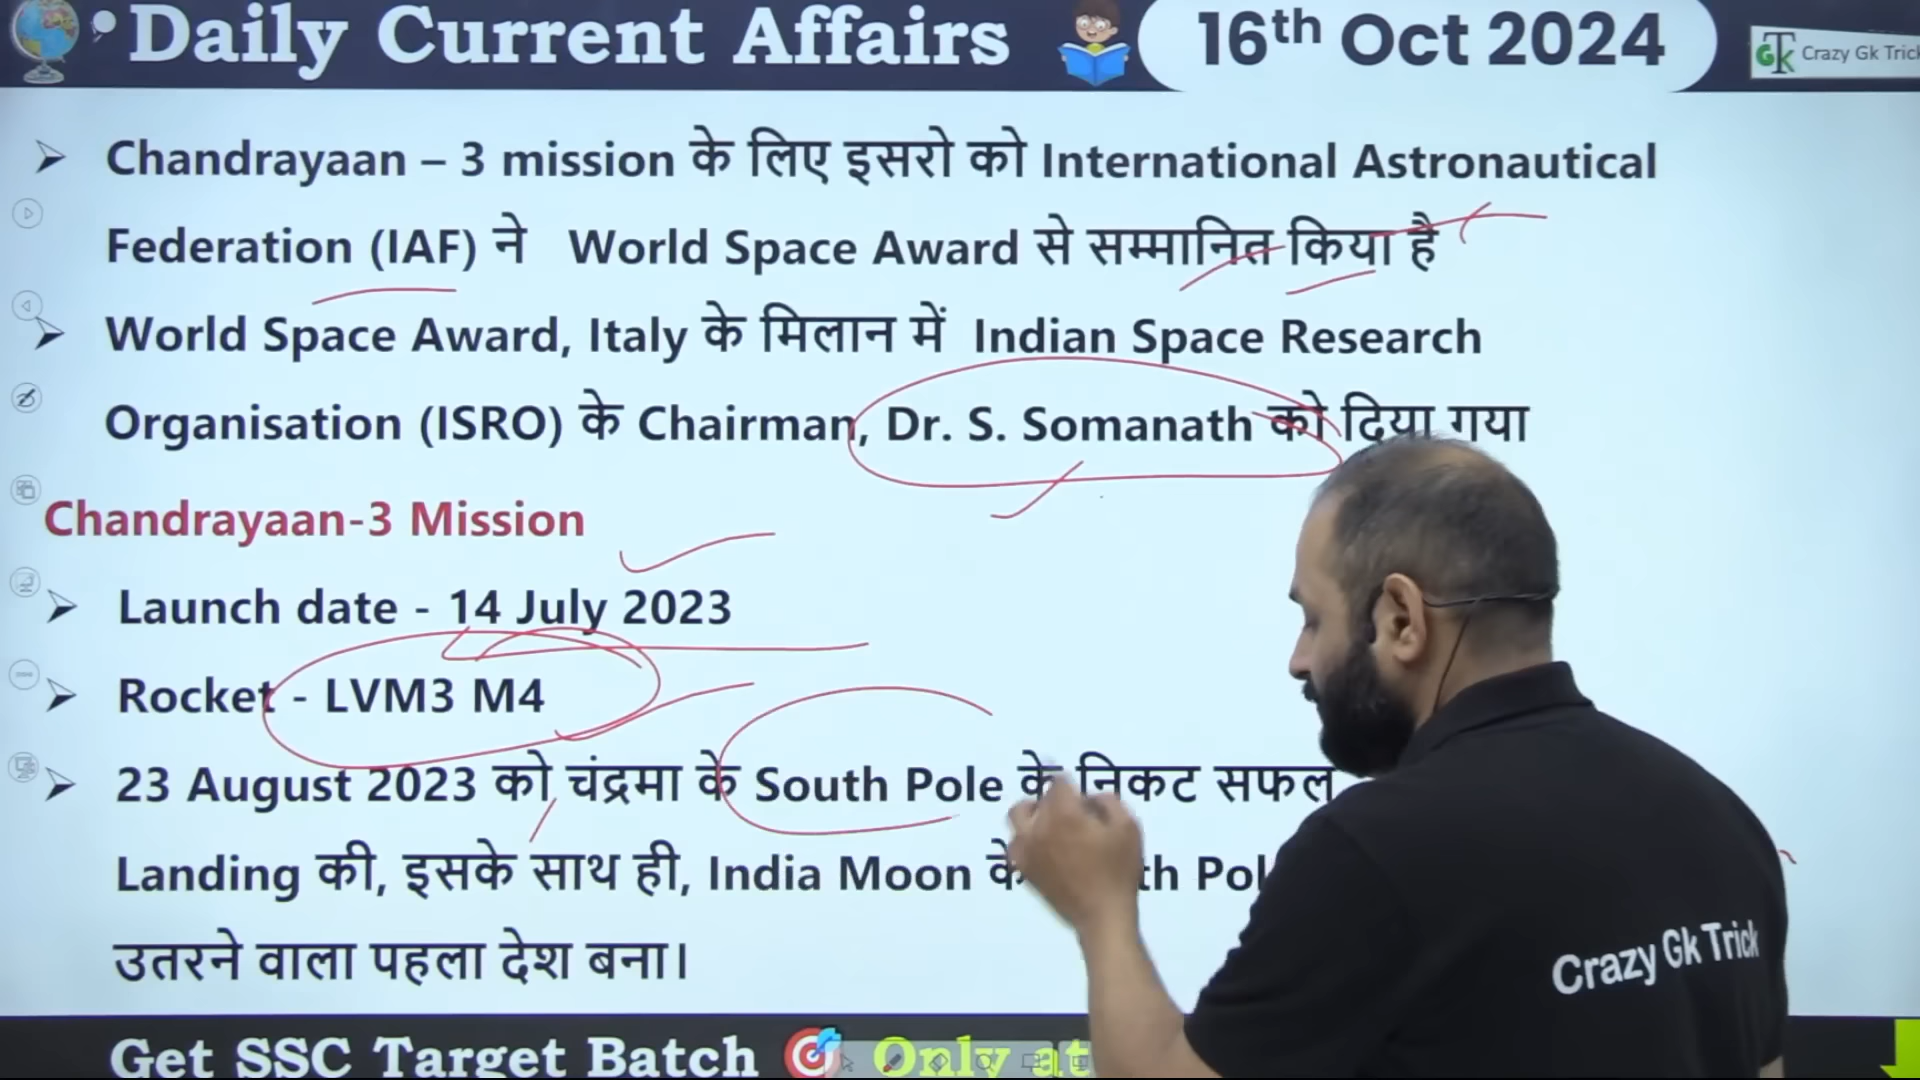 Daily Current Affairs
16th Oct 2024
Crazy Gk Trick
Chandrayaan – 3 mission के लिए इसरो को International Astronautical
Federation (IAF) ने World Space Award से सम्मानित किया है
World Space Award, Italy के मिलान में Indian Space Research
Organisation (ISRO) के Chairman, Dr. S. Somanath को दिया गया
Chandrayaan-3 Mission
Launch date - 14 July 2023
Rocket - LVM3 M4
23 August 2023 को चंद्रमा के South Pole के निकट सफल
Landing की, इसके साथ ही, India Moon के
उतरने वाला पहला देश बना।
Crazy Gk Trick
Get SSC Target Batch Only at